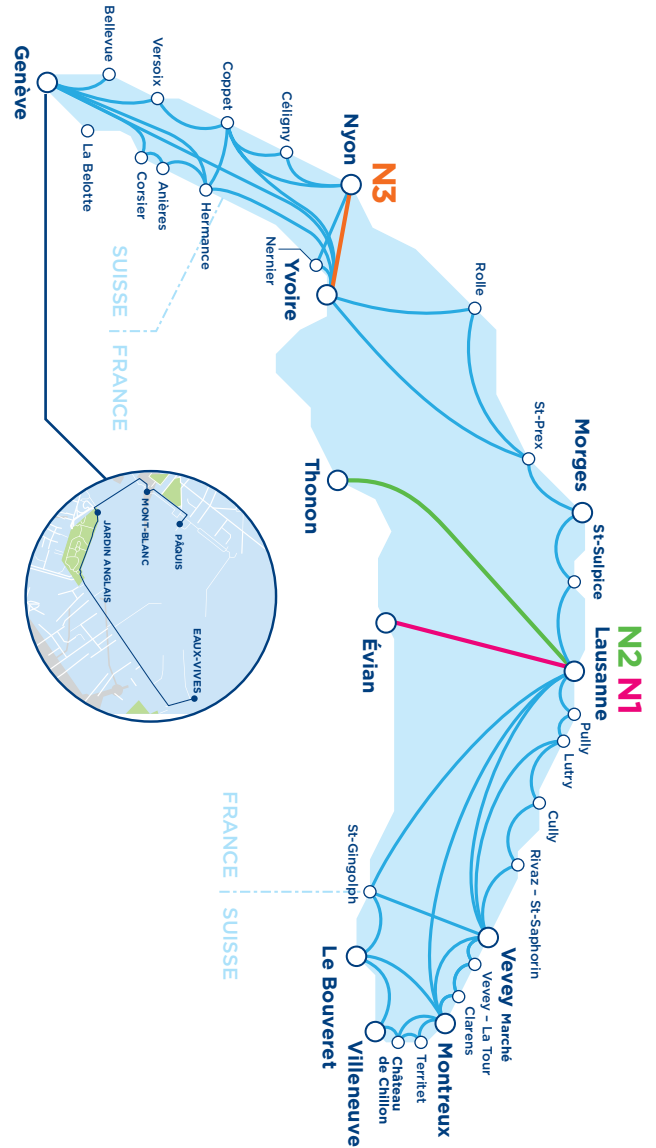 Genève
Bellevue
Versoix
Coppet
Céligny
Nyon
N3
La Belotte
Corsier
Anières
Hermance
Nernier
Yvoire
Rolle
St-Prex
Morges
St-Sulpice
N2 N1
Lausanne
Pully
Lutry
Cully
Rivaz – St-Saphorin
Vevey Marché
Vevey – La Tour
Clarens
Montreux
Territet
Château
de Chillon
Villeneuve
Le Bouveret
St-Gingolph
Évian
Thonon
SUISSE
FRANCE
FRANCE
SUISSE
PÂQUIS
MONT-BLANC
JARDIN ANGLAIS
EAUX-VIVES